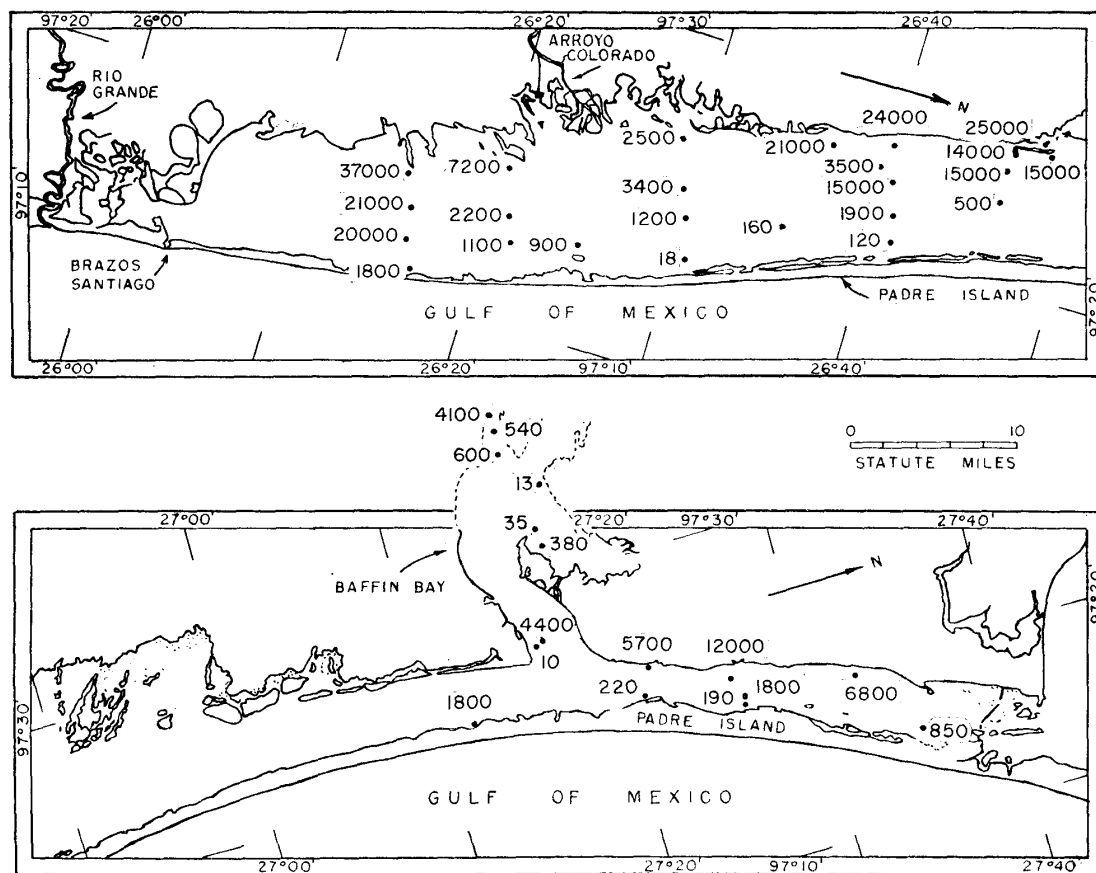 97°20' 26°00' 26°20' 97°30' 26°40'
ARROYO
COLORADO
RIO
GRANDE
N
24000
25000
2500
21000
14000
37000
7200
3500
15000
15000
15000
97°10'
21000
3400
500
2200
1200
160
1900
20000
1100
900
120
18
1800
BRAZOS
SANTIAGO
PADRE ISLAND
97°20'
GULF OF MEXICO
26°00' 26°20' 97°10' 26°40'
4100
540
600
0 10
STATUTE MILES
13
27°00' 35 27°20' 97°30' 27°40'
380
BAFFIN BAY
N
97°20'
4400
10
5700
12000
220
190
1800
6800
1800
PADRE ISLAND
850
97°30'
GULF OF MEXICO
27°00' 27°20' 97°10' 27°40'